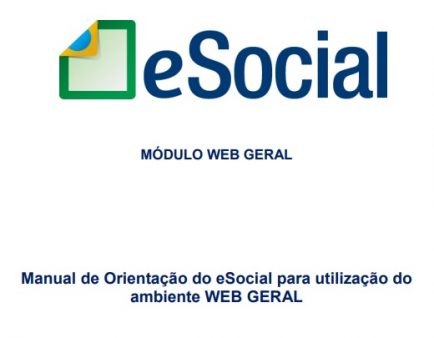 eSocial
MÓDULO WEB GERAL
Manual de Orientação do eSocial para utilização do
ambiente WEB GERAL